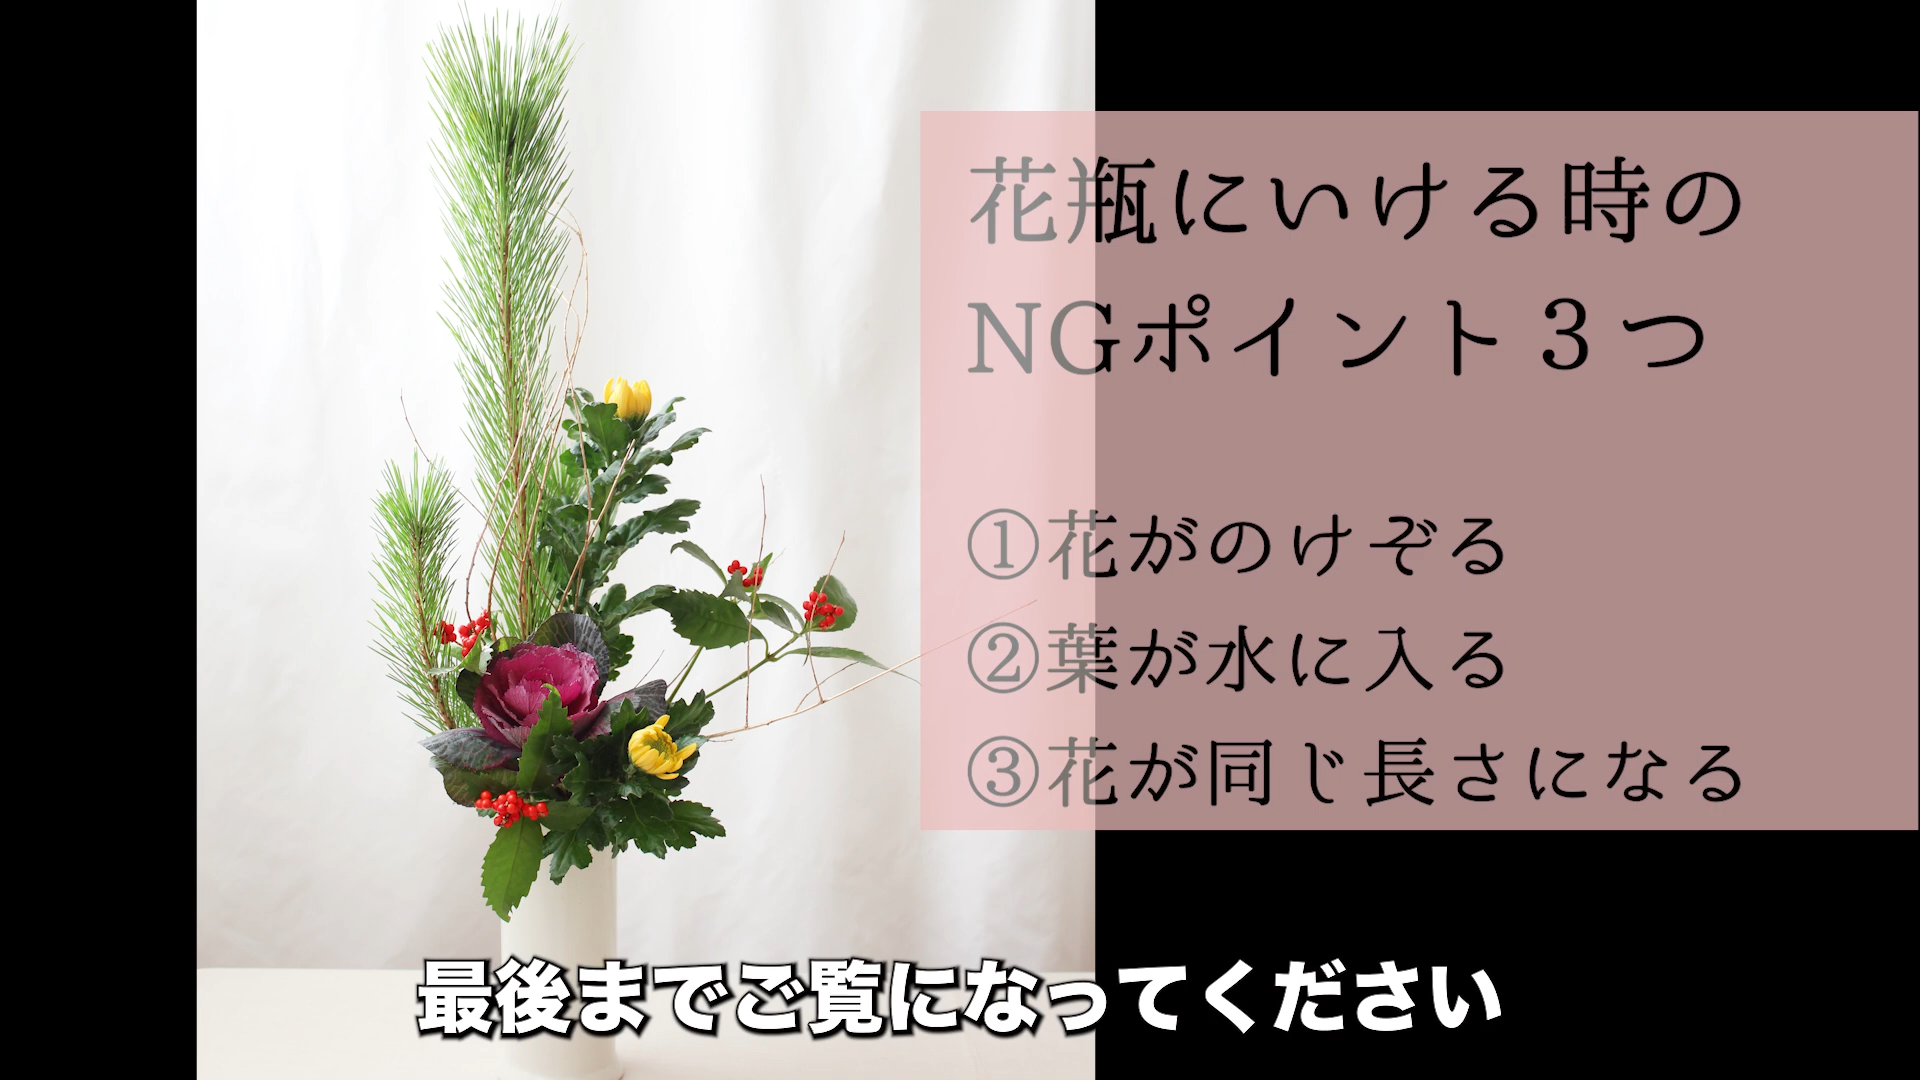 花瓶にいける時の
NGポイント３つ
①花がのけぞる
②葉が水に入る
③花が同じ長さになる
最後までご覧になってください